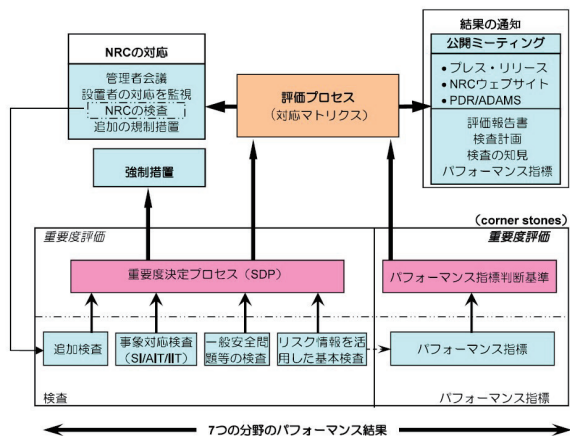 NRCの対応
管理者会議
設置者の対応を監視
NRCの検査
追加の規制措置
評価プロセス
（対応マトリクス）
結果の通知
公開ミーティング
●プレス・リリース
●NRCウェブサイト
●PDR/ADAMS
評価報告書
検査計画
検査の知見
パフォーマンス指標
強制措置
（corner stones）
重要度評価
重要度評価
重要度決定プロセス（SDP）
パフォーマンス指標判断基準
追加検査
事象対応検査
（SI/AIT/IIT）
一般安全問
題等の検査
リスク情報を活
用した基本検査
パフォーマンス指標
検査
パフォーマンス指標
7つの分野のパフォーマンス結果